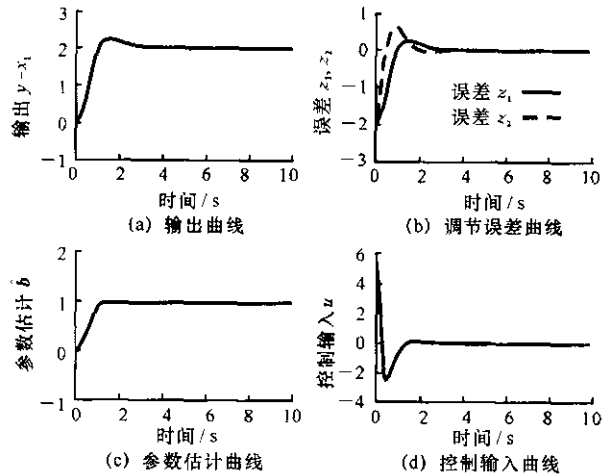 3
2
1
0
−1
0 2 4 6 8 10
输出 y-x₁
时间 / s
(a) 输出曲线
1
0
−1
−2
−3
0 2 4 6 8 10
误差 z₁, z₂
误差 z₁
误差 z₂
时间 / s
(b) 调节误差曲线
2
1
0
−1
0 2 4 6 8 10
参数估计 b̂
时间 / s
(c) 参数估计曲线
6
4
2
0
−2
−4
0 2 4 6 8 10
控制输入 u
时间 / s
(d) 控制输入曲线